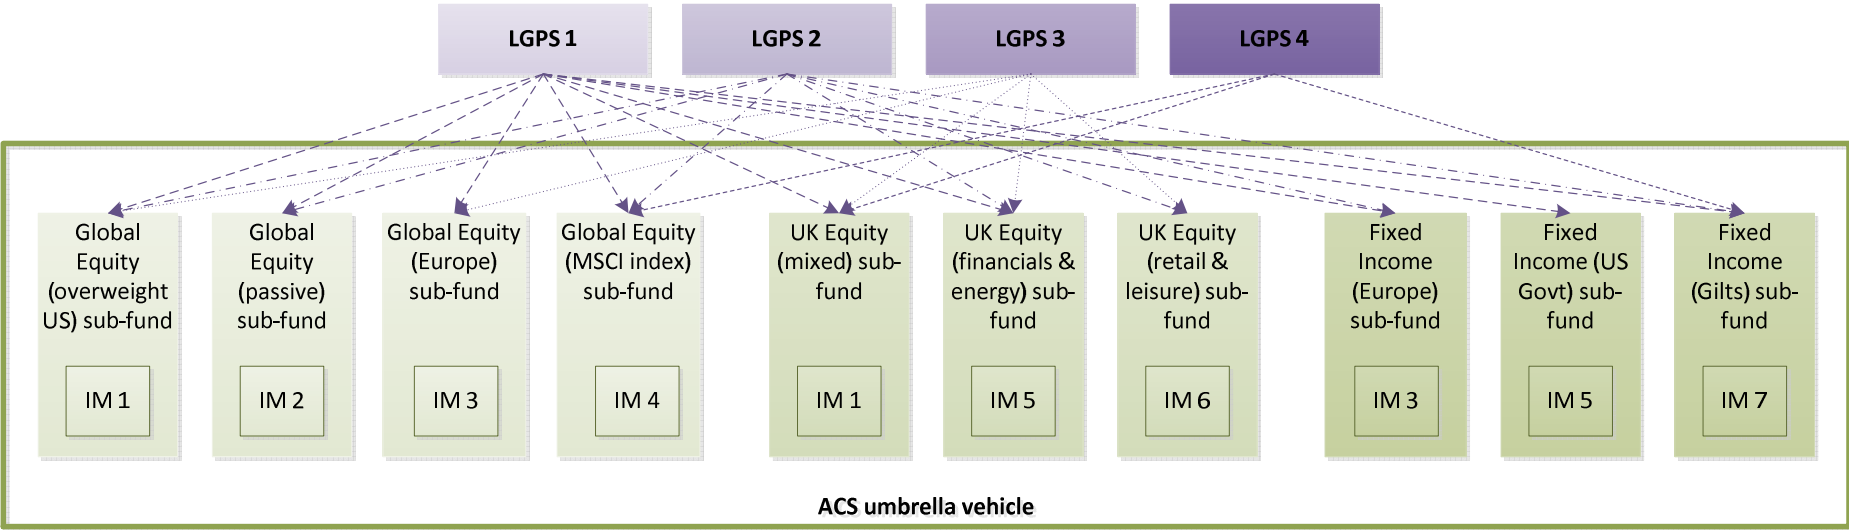 LGPS 1
LGPS 2
LGPS 3
LGPS 4
Global
Equity
(overweight
US) sub-fund
IM 1
Global
Equity
(passive)
sub-fund
IM 2
Global Equity
(Europe)
sub-fund
IM 3
Global Equity
(MSCI index)
sub-fund
IM 4
UK Equity
(mixed) sub-
fund
IM 1
UK Equity
(financials &
energy) sub-
fund
IM 5
UK Equity
(retail &
leisure) sub-
fund
IM 6
Fixed
Income
(Europe)
sub-fund
IM 3
Fixed
Income (US
Govt) sub-
fund
IM 5
Fixed
Income
(Gilts) sub-
fund
IM 7
ACS umbrella vehicle